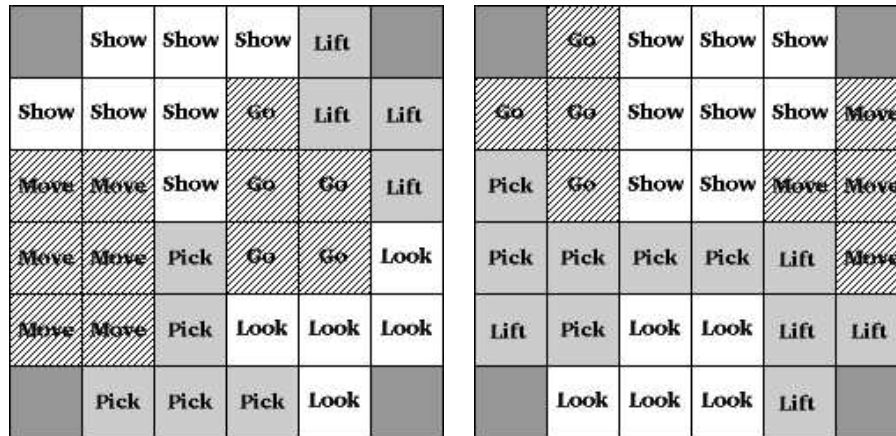 Show Show Show Lift
Show Show Show Go Lift Lift
Move Move Show Go Go Lift
Move Move Pick Go Go Look
Move Move Pick Look Look Look
Pick Pick Pick Look
Go Show Show Show
Go Go Show Show Show Move
Pick Go Show Show Move Move
Pick Pick Pick Pick Lift Move
Lift Pick Look Look Lift Lift
Look Look Look Lift